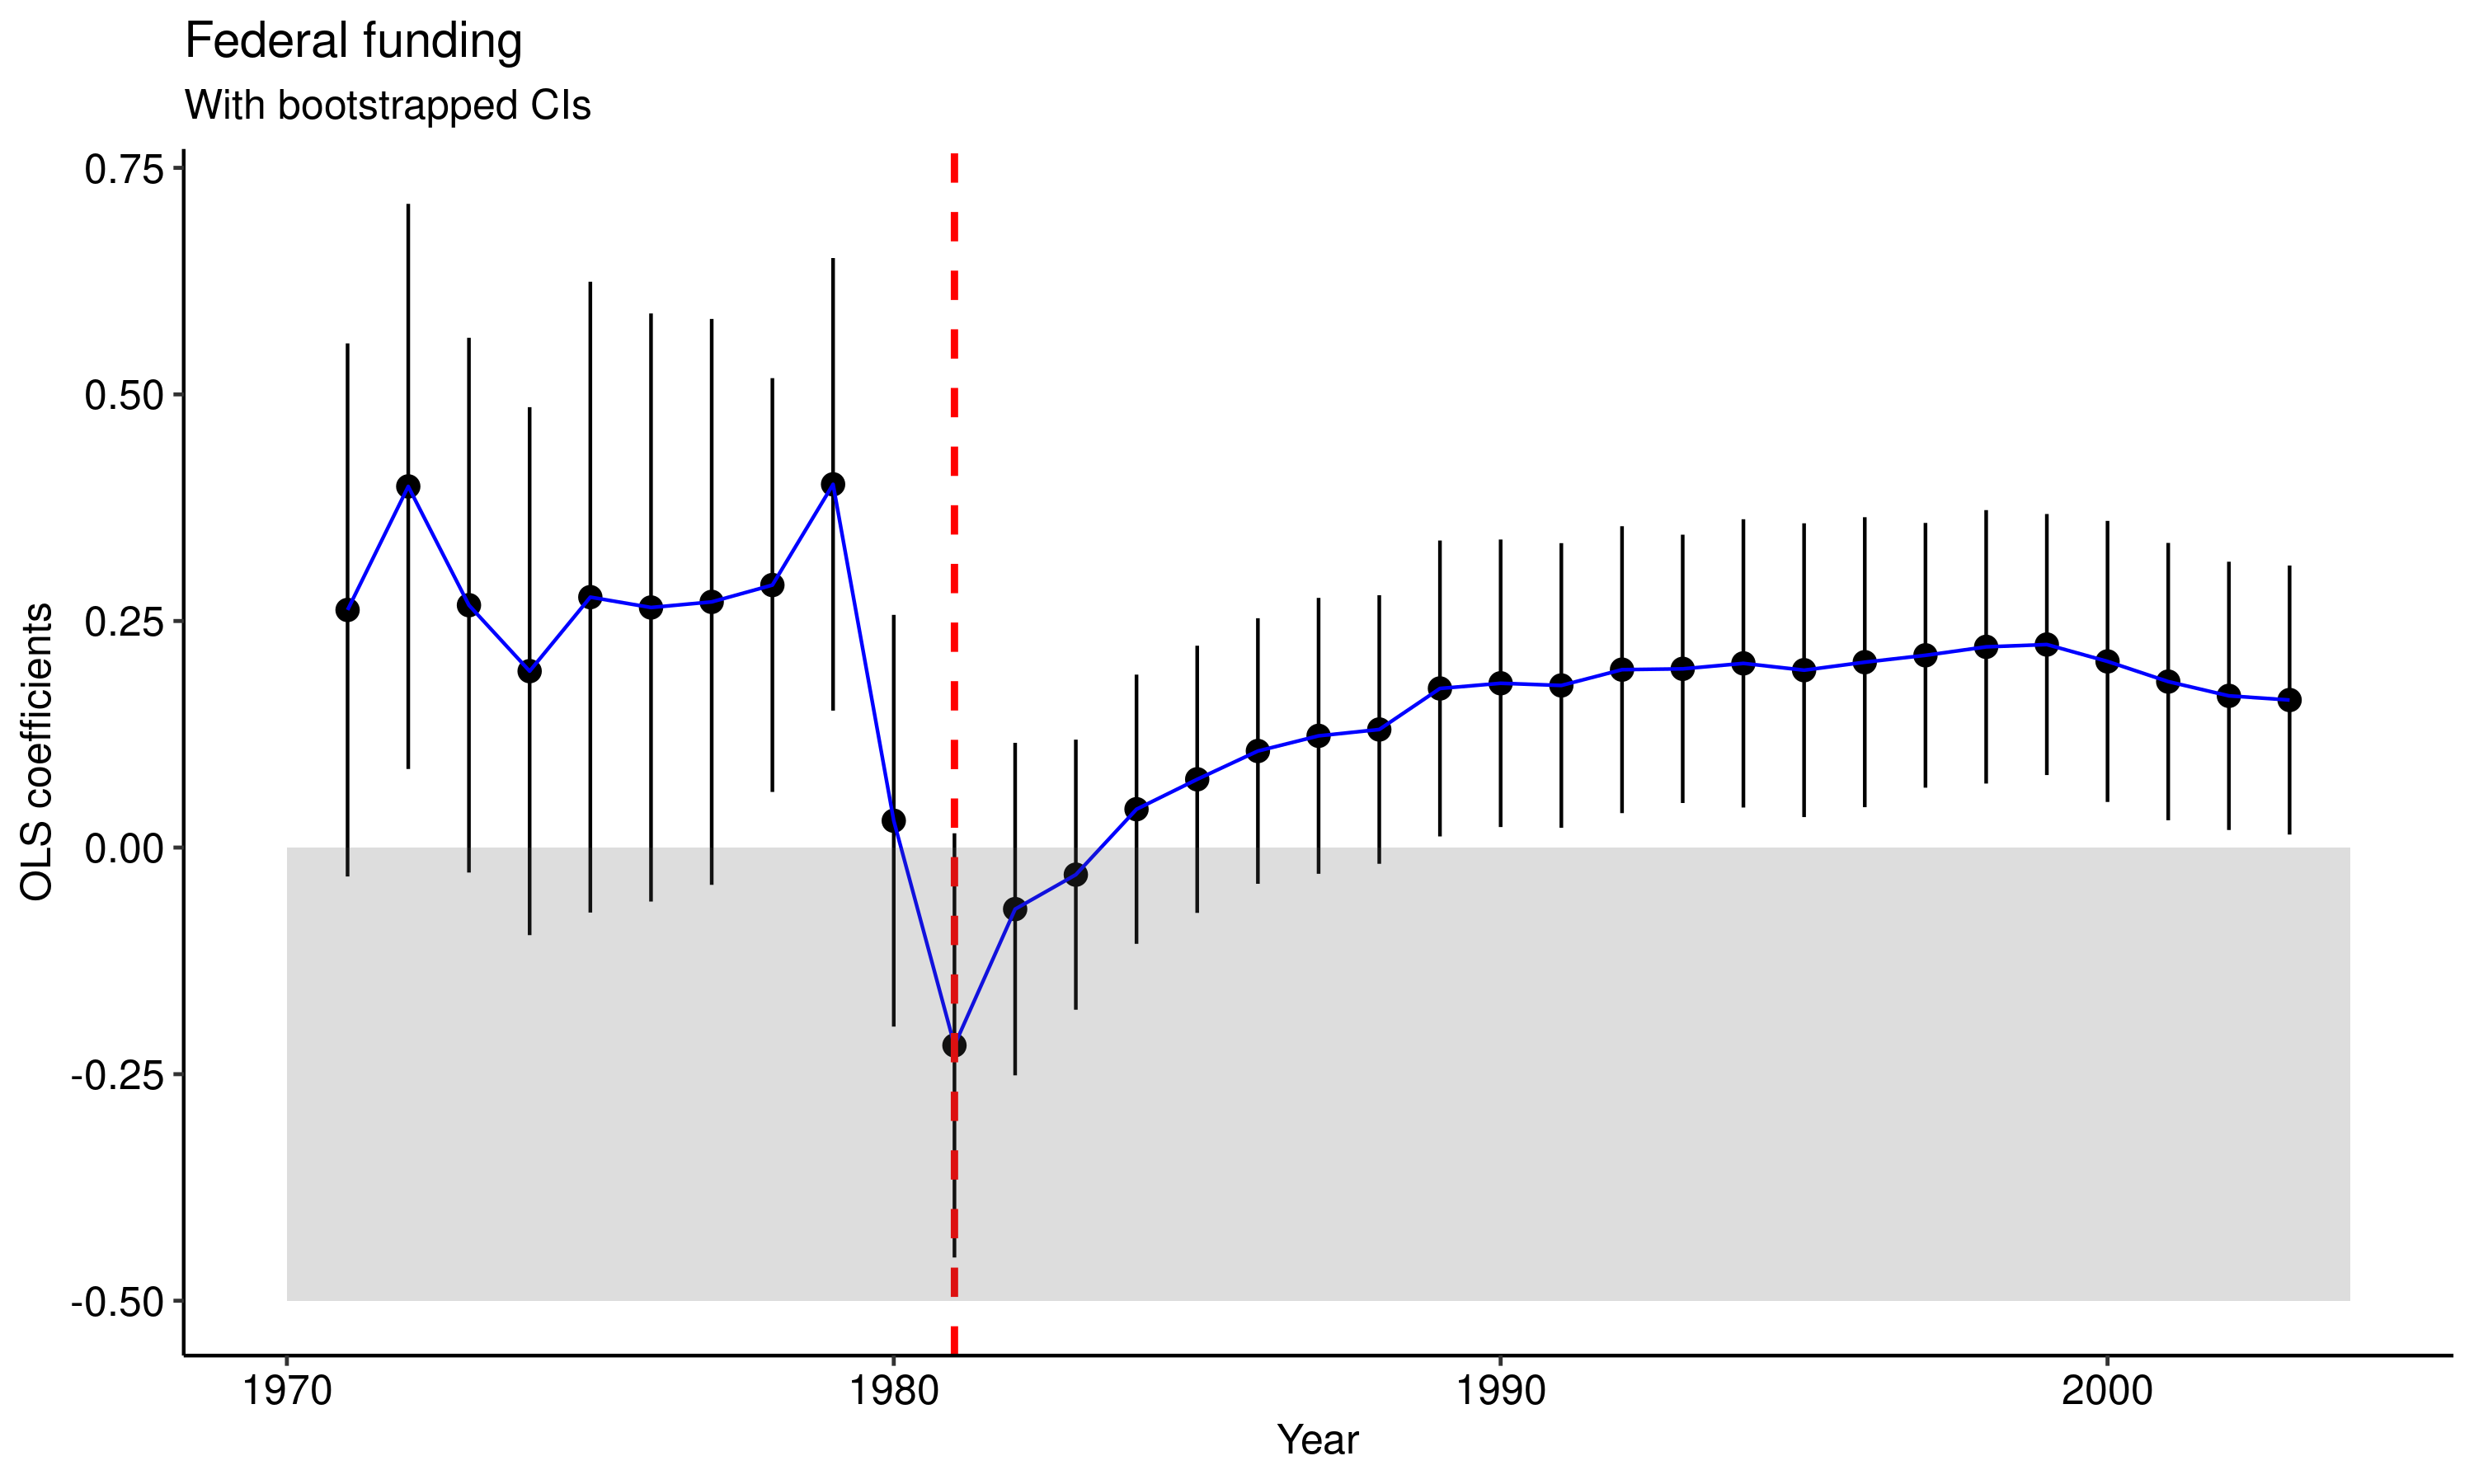 Federal funding
With bootstrapped CIs
OLS coefficients
0.75
0.50
0.25
0.00
-0.25
-0.50
1970
1980
1990
2000
Year